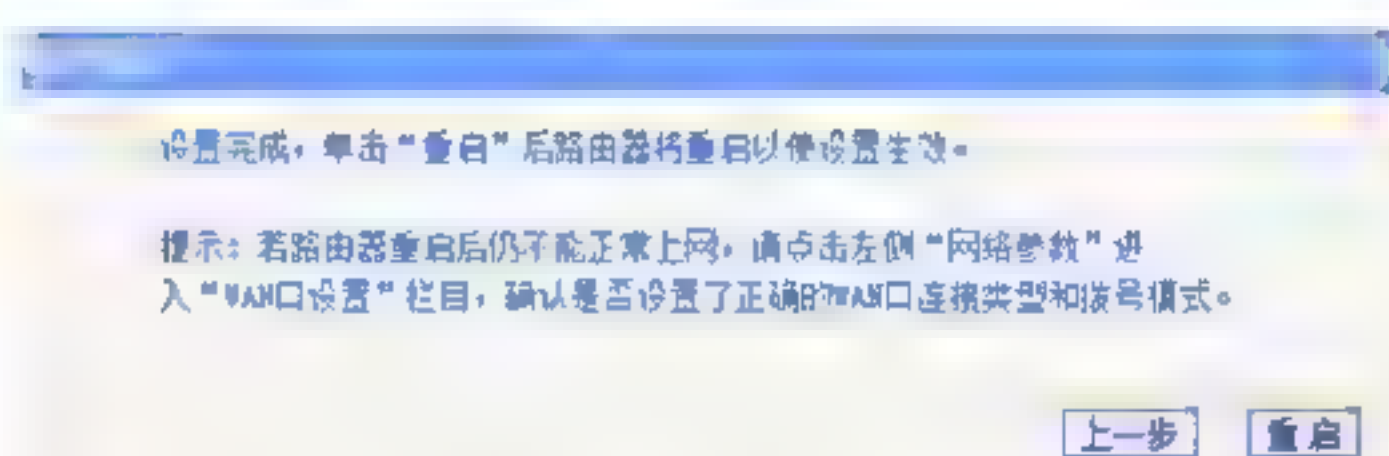 设置完成，单击“重启”后路由器将重启以使设置生效。
提示：若路由器重启后仍不能正常上网，请点击左侧“网络参数”进
入“WAN口设置”栏目，确认是否设置了正确的WAN口连接类型和拨号模式。
上一步 重启